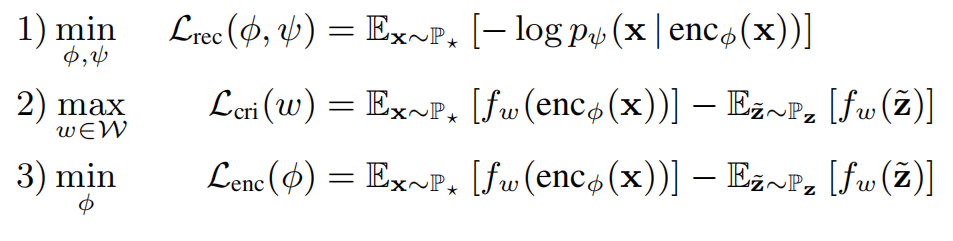 1) min_{ϕ,ψ} ℒ_rec(ϕ, ψ) = 𝔼_{𝐱∼ℙ⋆} [− log p_ψ(𝐱 | enc_ϕ(𝐱))]
2) max_{w∈𝒲} ℒ_cri(w) = 𝔼_{𝐱∼ℙ⋆} [f_w(enc_ϕ(𝐱))] − 𝔼_{𝐳̃∼ℙ_𝐳} [f_w(𝐳̃)]
3) min_ϕ ℒ_enc(ϕ) = 𝔼_{𝐱∼ℙ⋆} [f_w(enc_ϕ(𝐱))] − 𝔼_{𝐳̃∼ℙ_𝐳} [f_w(𝐳̃)]